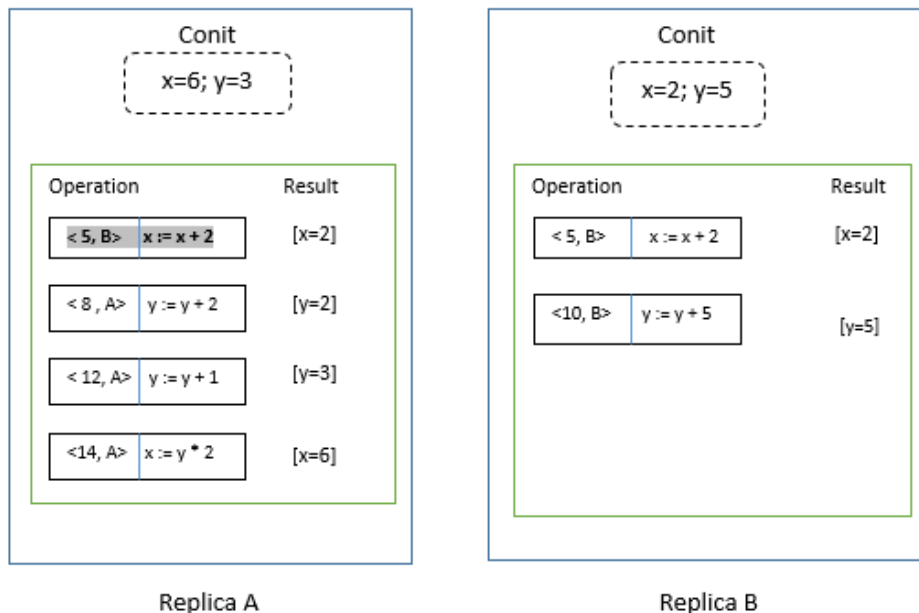 Conit
x=6; y=3
Operation Result
< 5, B> x := x + 2 [x=2]
< 8 , A> y := y + 2 [y=2]
< 12, A> y := y + 1 [y=3]
<14, A> x := y * 2 [x=6]
Replica A
Conit
x=2; y=5
Operation Result
< 5, B> x := x + 2 [x=2]
<10, B> y := y + 5 [y=5]
Replica B